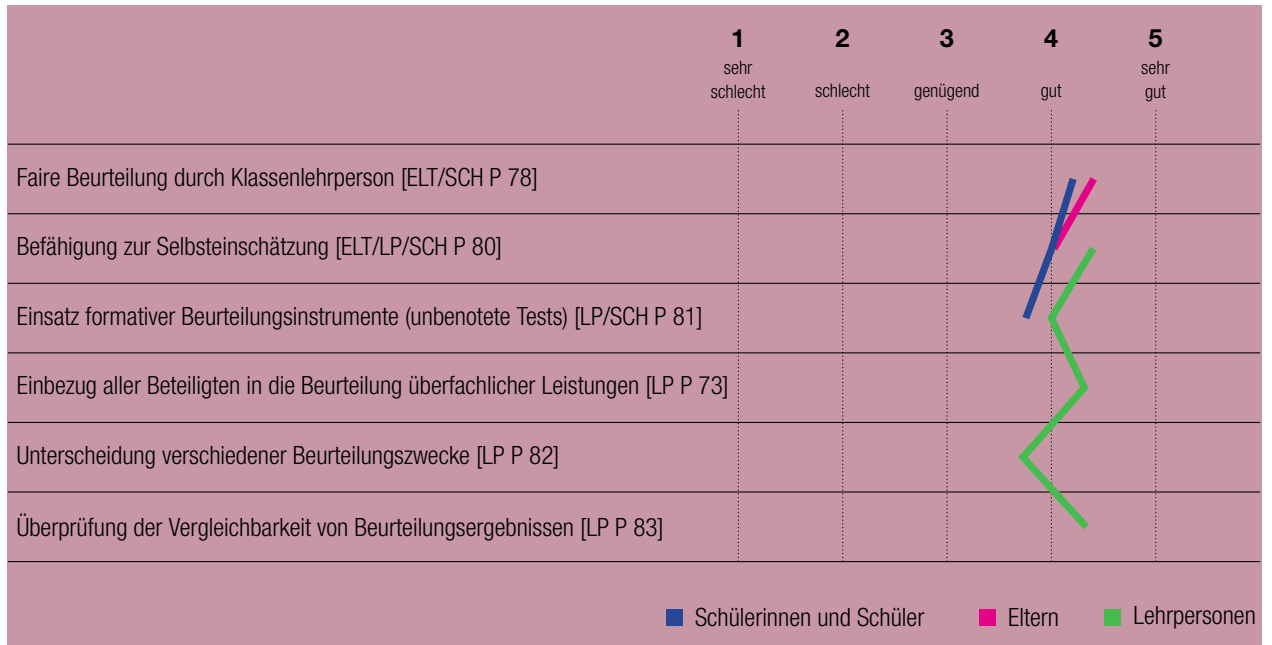 1 2 3 4 5
sehr schlecht schlecht genügend gut sehr gut
Faire Beurteilung durch Klassenlehrperson [ELT/SCH P 78]
Befähigung zur Selbsteinschätzung [ELT/LP/SCH P 80]
Einsatz formativer Beurteilungsinstrumente (unbenotete Tests) [LP/SCH P 81]
Einbezug aller Beteiligten in die Beurteilung überfachlicher Leistungen [LP P 73]
Unterscheidung verschiedener Beurteilungszwecke [LP P 82]
Überprüfung der Vergleichbarkeit von Beurteilungsergebnissen [LP P 83]
Schülerinnen und Schüler Eltern Lehrpersonen